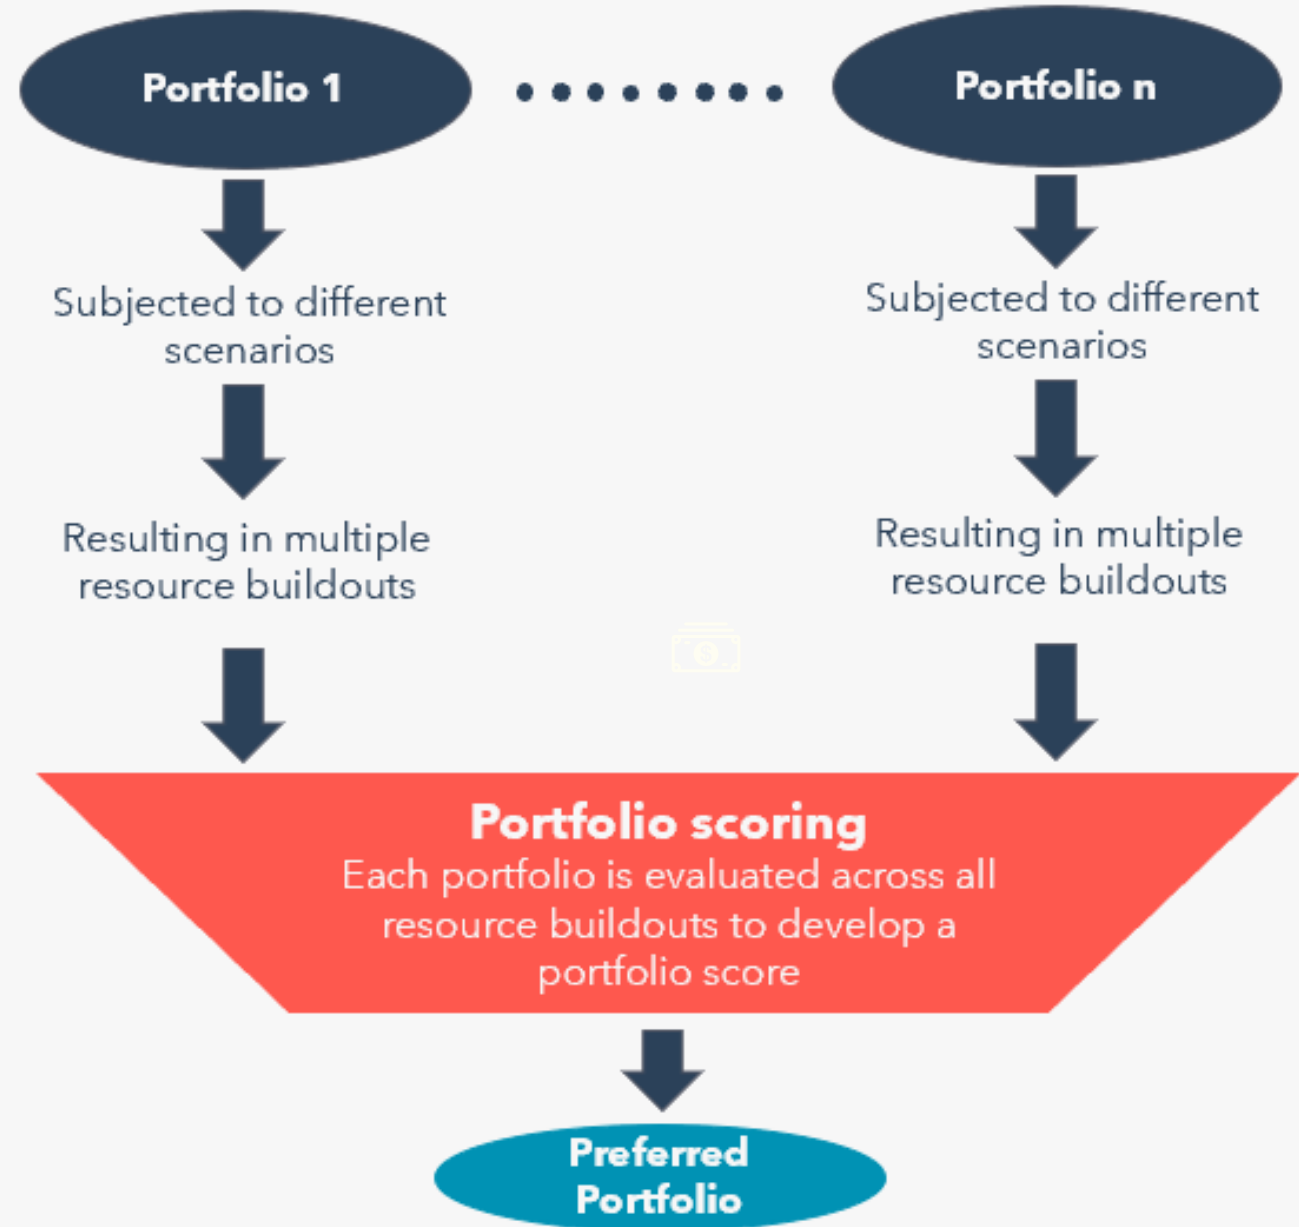 Portfolio 1
Portfolio n
Subjected to different
scenarios
Subjected to different
scenarios
Resulting in multiple
resource buildouts
Resulting in multiple
resource buildouts
$
Portfolio scoring
Each portfolio is evaluated across all
resource buildouts to develop a
portfolio score
Preferred
Portfolio